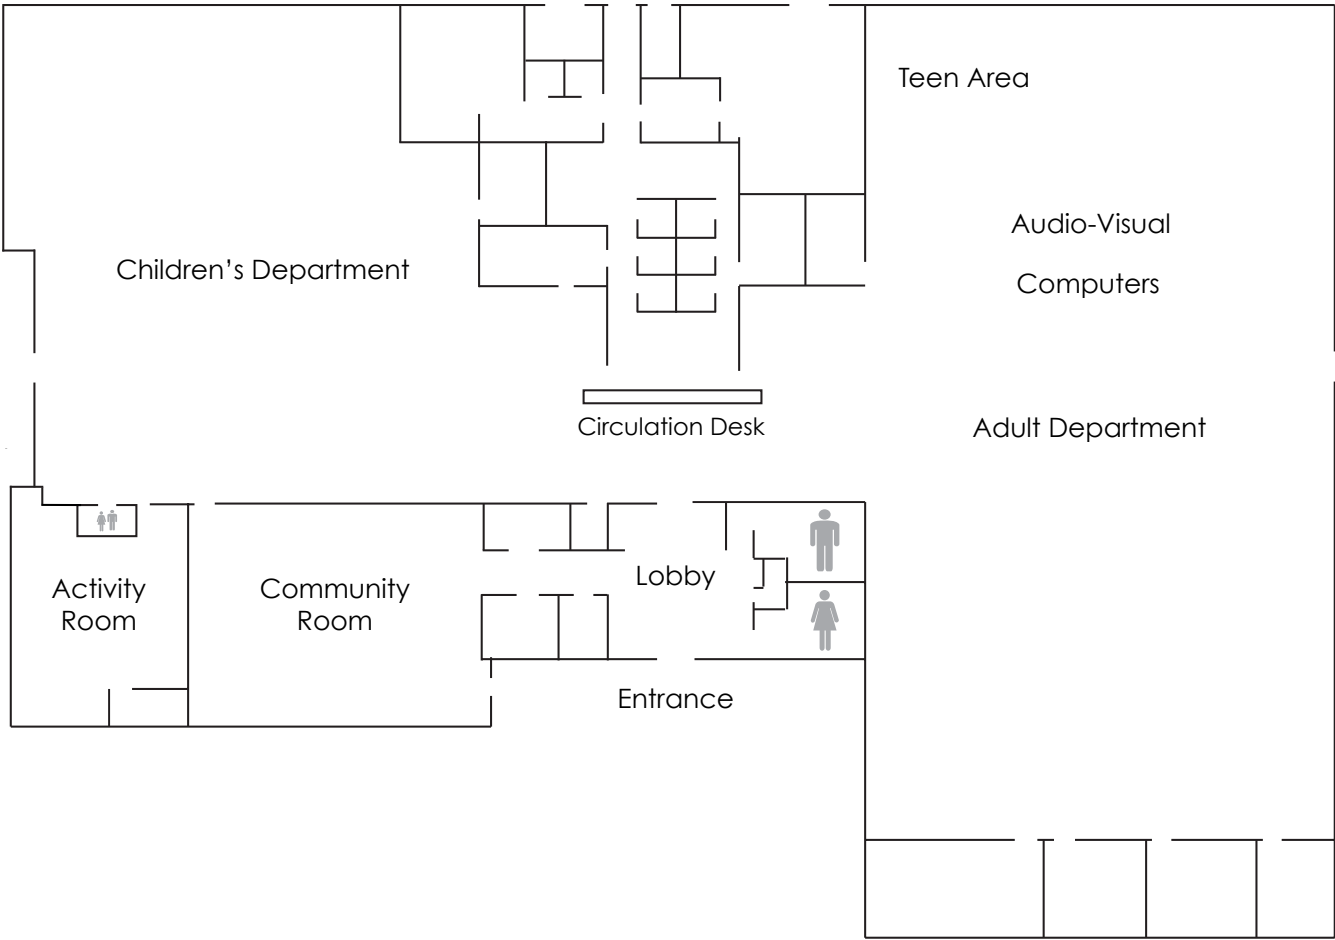 Teen Area
Audio-Visual
Computers
Children’s Department
Circulation Desk
Adult Department
Activity
Room
Community
Room
Lobby
Entrance